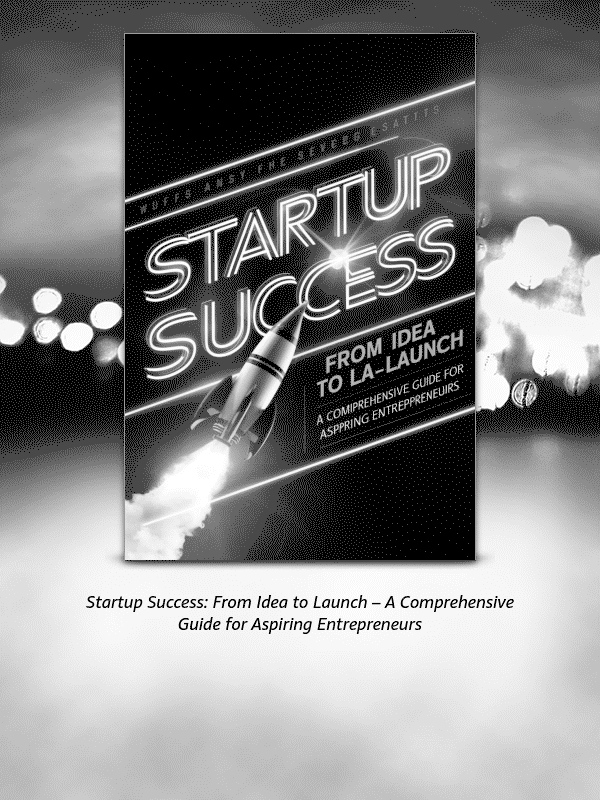 STARTUP
SUCCESS
FROM IDEA
TO LA-LAUNCH
A COMIPREHENSIVE GUIDE FOR
ASPPRING ENTREPPRENEURS
Startup Success: From Idea to Launch – A Comprehensive
Guide for Aspiring Entrepreneurs